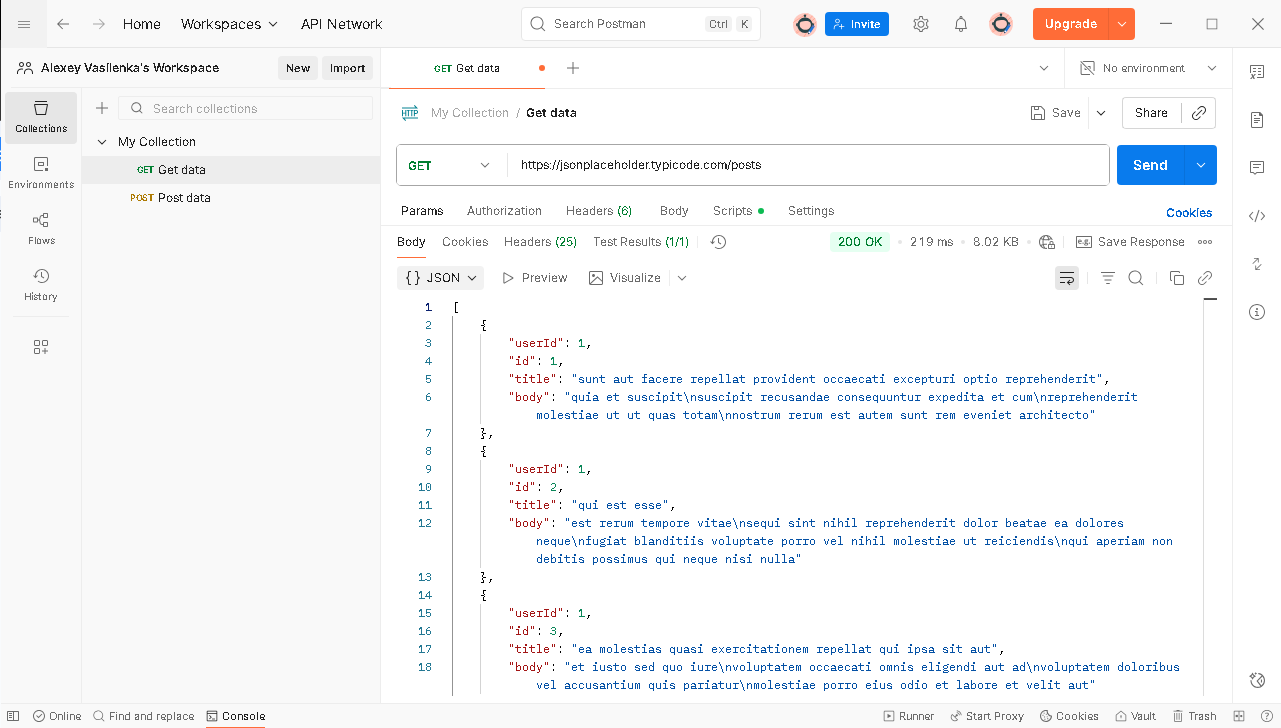 Home Workspaces API Network Search Postman Ctrl K Invite Upgrade
Alexey Vasilenka's Workspace New Import GET Get data No environment
Collections
Environments
Flows
History
Search collections
My Collection
GET Get data
POST Post data
HTTP My Collection / Get data Save Share
GET https://jsonplaceholder.typicode.com/posts Send
Params Authorization Headers (6) Body Scripts Settings Cookies
Body Cookies Headers (25) Test Results (1/1) 200 OK 219 ms 8.02 KB e.g. Save Response
{} JSON Preview Visualize
1 [
2 {
3 "userId": 1,
4 "id": 1,
5 "title": "sunt aut facere repellat provident occaecati excepturi optio reprehenderit",
6 "body": "quia et suscipit\nsuscipit recusandae consequuntur expedita et cum\nreprehenderit
molestiae ut ut quas totam\nnostrum rerum est autem sunt rem eveniet architecto"
7 },
8 {
9 "userId": 1,
10 "id": 2,
11 "title": "qui est esse",
12 "body": "est rerum tempore vitae\nsequi sint nihil reprehenderit dolor beatae ea dolores
neque\nfugiat blanditiis voluptate porro vel nihil molestiae ut reiciendis\nqui aperiam non
debitis possimus qui neque nisi nulla"
13 },
14 {
15 "userId": 1,
16 "id": 3,
17 "title": "ea molestias quasi exercitationem repellat qui ipsa sit aut",
18 "body": "et iusto sed quo iure\nvoluptatem occaecati omnis eligendi aut ad\nvoluptatem doloribus
vel accusantium quis pariatur\nmolestiae porro eius odio et labore et velit aut"
Online Find and replace Console Runner Start Proxy Cookies Vault Trash